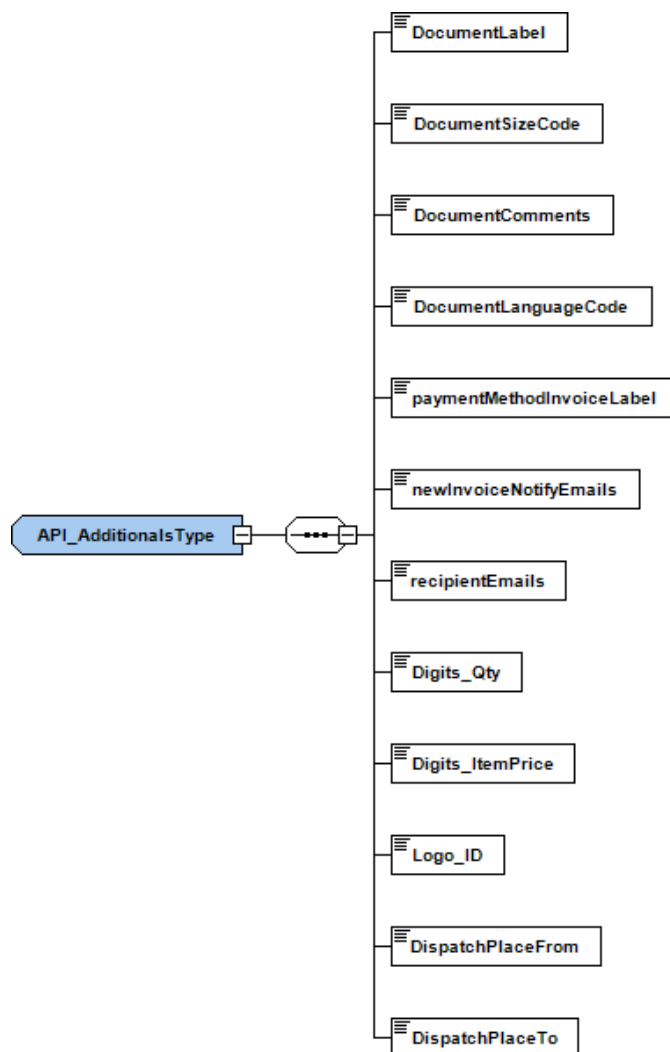 DocumentLabel
DocumentSizeCode
DocumentComments
DocumentLanguageCode
paymentMethodInvoiceLabel
newInvoiceNotifyEmails
API_AdditionalsType
recipientEmails
Digits_Qty
Digits_ItemPrice
Logo_ID
DispatchPlaceFrom
DispatchPlaceTo